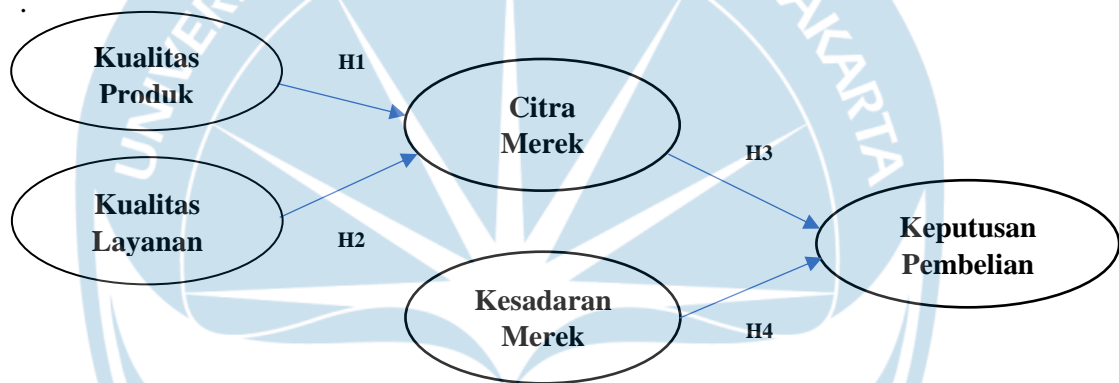 .
Kualitas
Produk
H1
Citra
Merek
Kualitas
Layanan
H2
H3
Keputusan
Pembelian
Kesadaran
Merek
H4